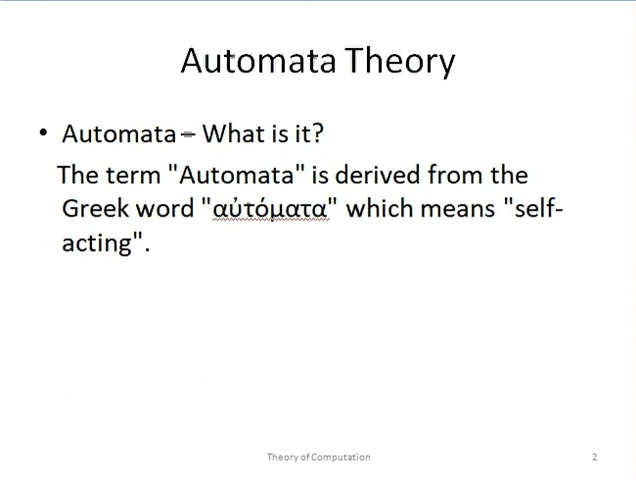 Automata Theory
• Automata – What is it?
The term "Automata" is derived from the
Greek word "αὐτόματα" which means "self-
acting".
Theory of Computation
2